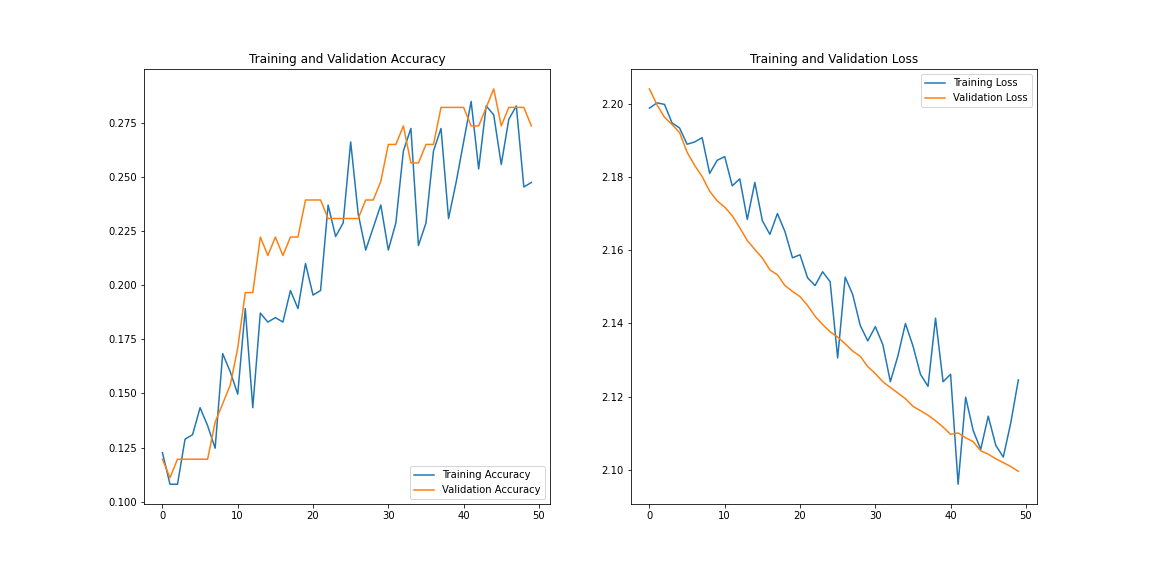 Training and Validation Accuracy
0.275
0.250
0.225
0.200
0.175
0.150
0.125
0.100
0 10 20 30 40 50
Training Accuracy
Validation Accuracy
Training and Validation Loss
Training Loss
Validation Loss
2.20
2.18
2.16
2.14
2.12
2.10
0 10 20 30 40 50